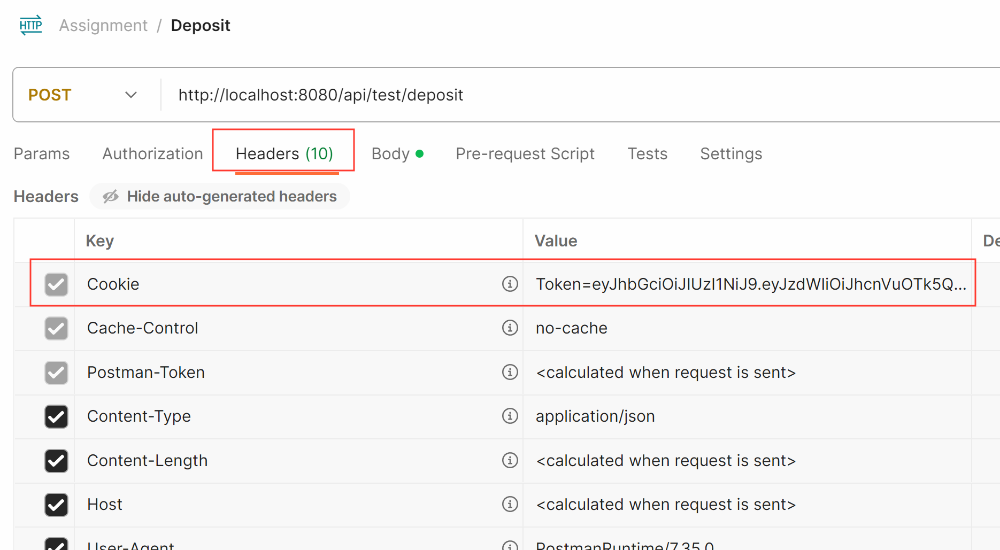 HTTP Assignment / Deposit
POST http://localhost:8080/api/test/deposit
Params Authorization Headers (10) Body Pre-request Script Tests Settings
Headers Hide auto-generated headers
Key Value De
Cookie Token=eyJhbGciOiJIUzI1NiJ9.eyJzdWIiOiJhcnVuOTk5Q...
Cache-Control no-cache
Postman-Token <calculated when request is sent>
Content-Type application/json
Content-Length <calculated when request is sent>
Host <calculated when request is sent>
User-Agent PostmanRuntime/7.35.0